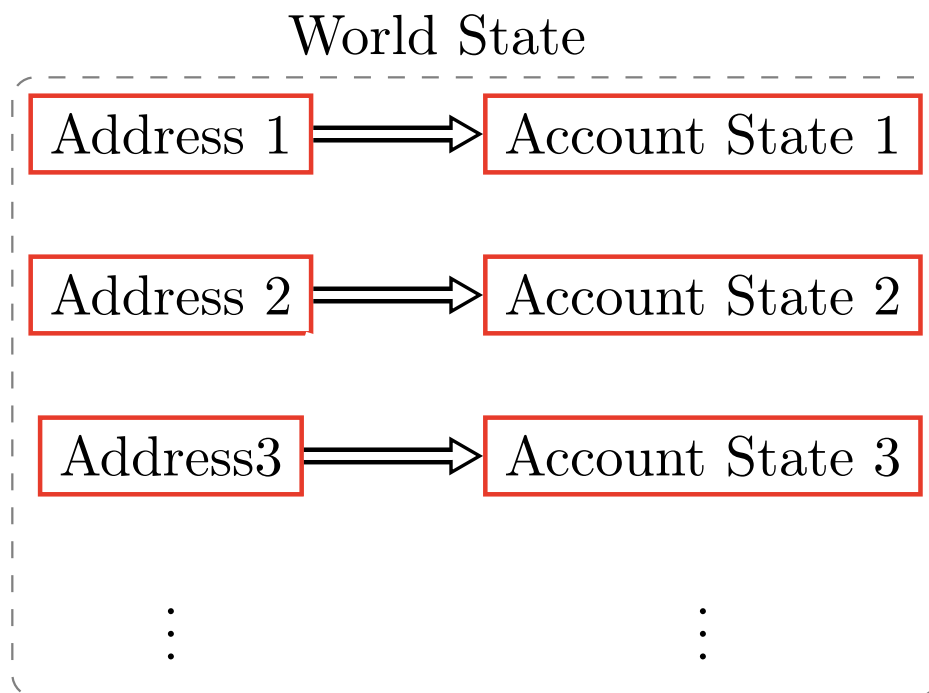 World State
Address 1 Account State 1
Address 2 Account State 2
Address3 Account State 3
⋮ ⋮